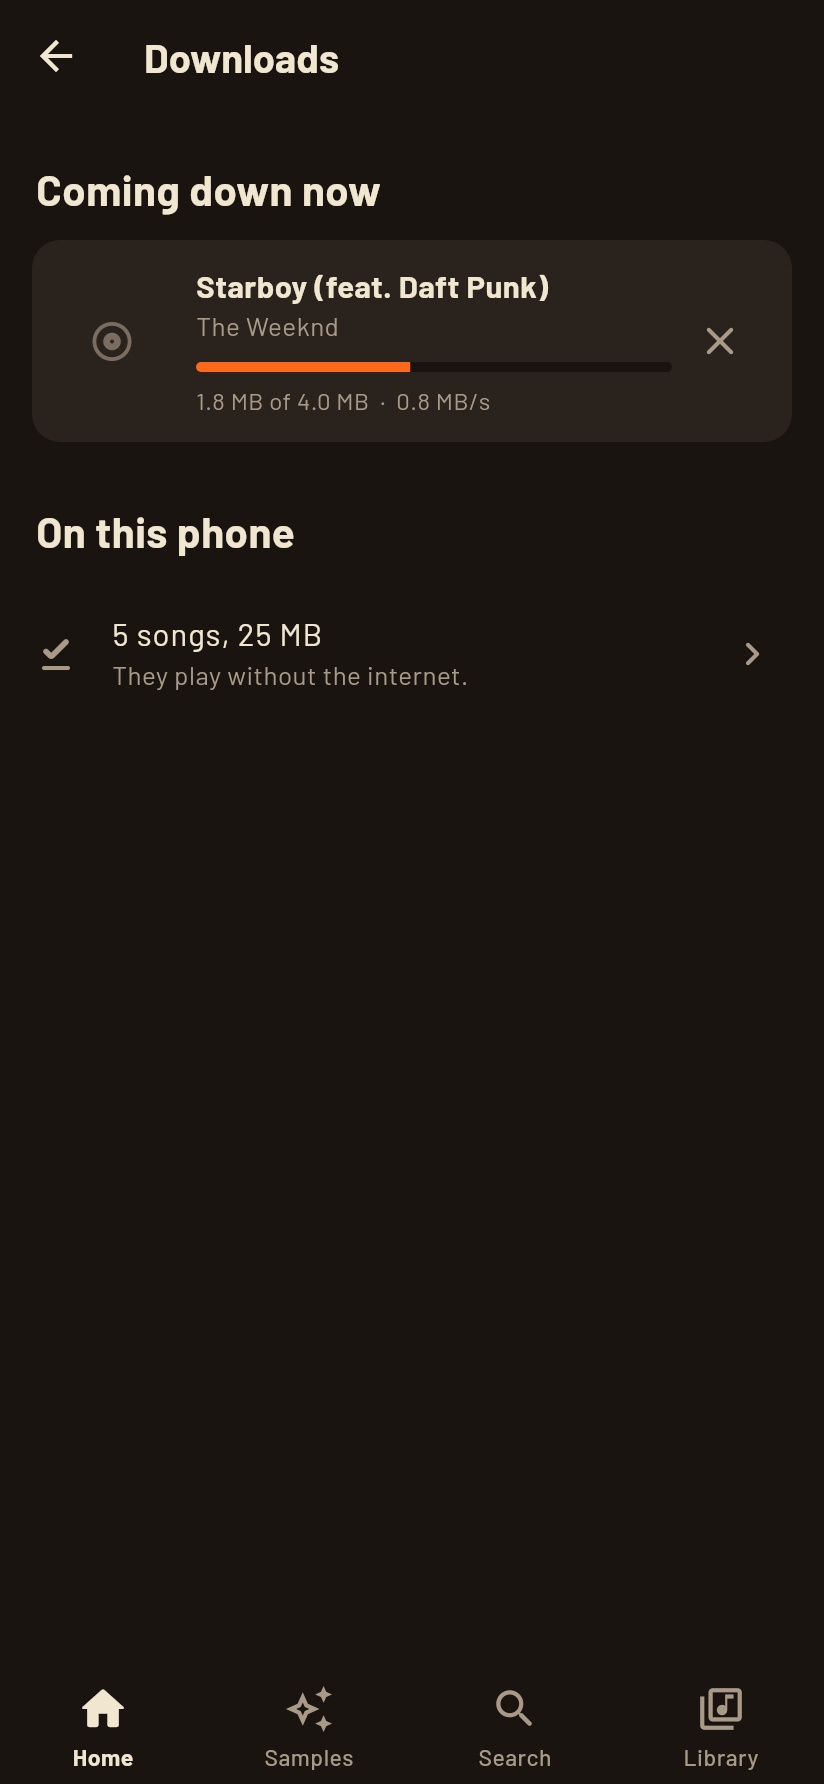 Downloads
Coming down now
Starboy (feat. Daft Punk)
The Weeknd
1.8 MB of 4.0 MB · 0.8 MB/s
On this phone
5 songs, 25 MB
They play without the internet.
Home
Samples
Search
Library